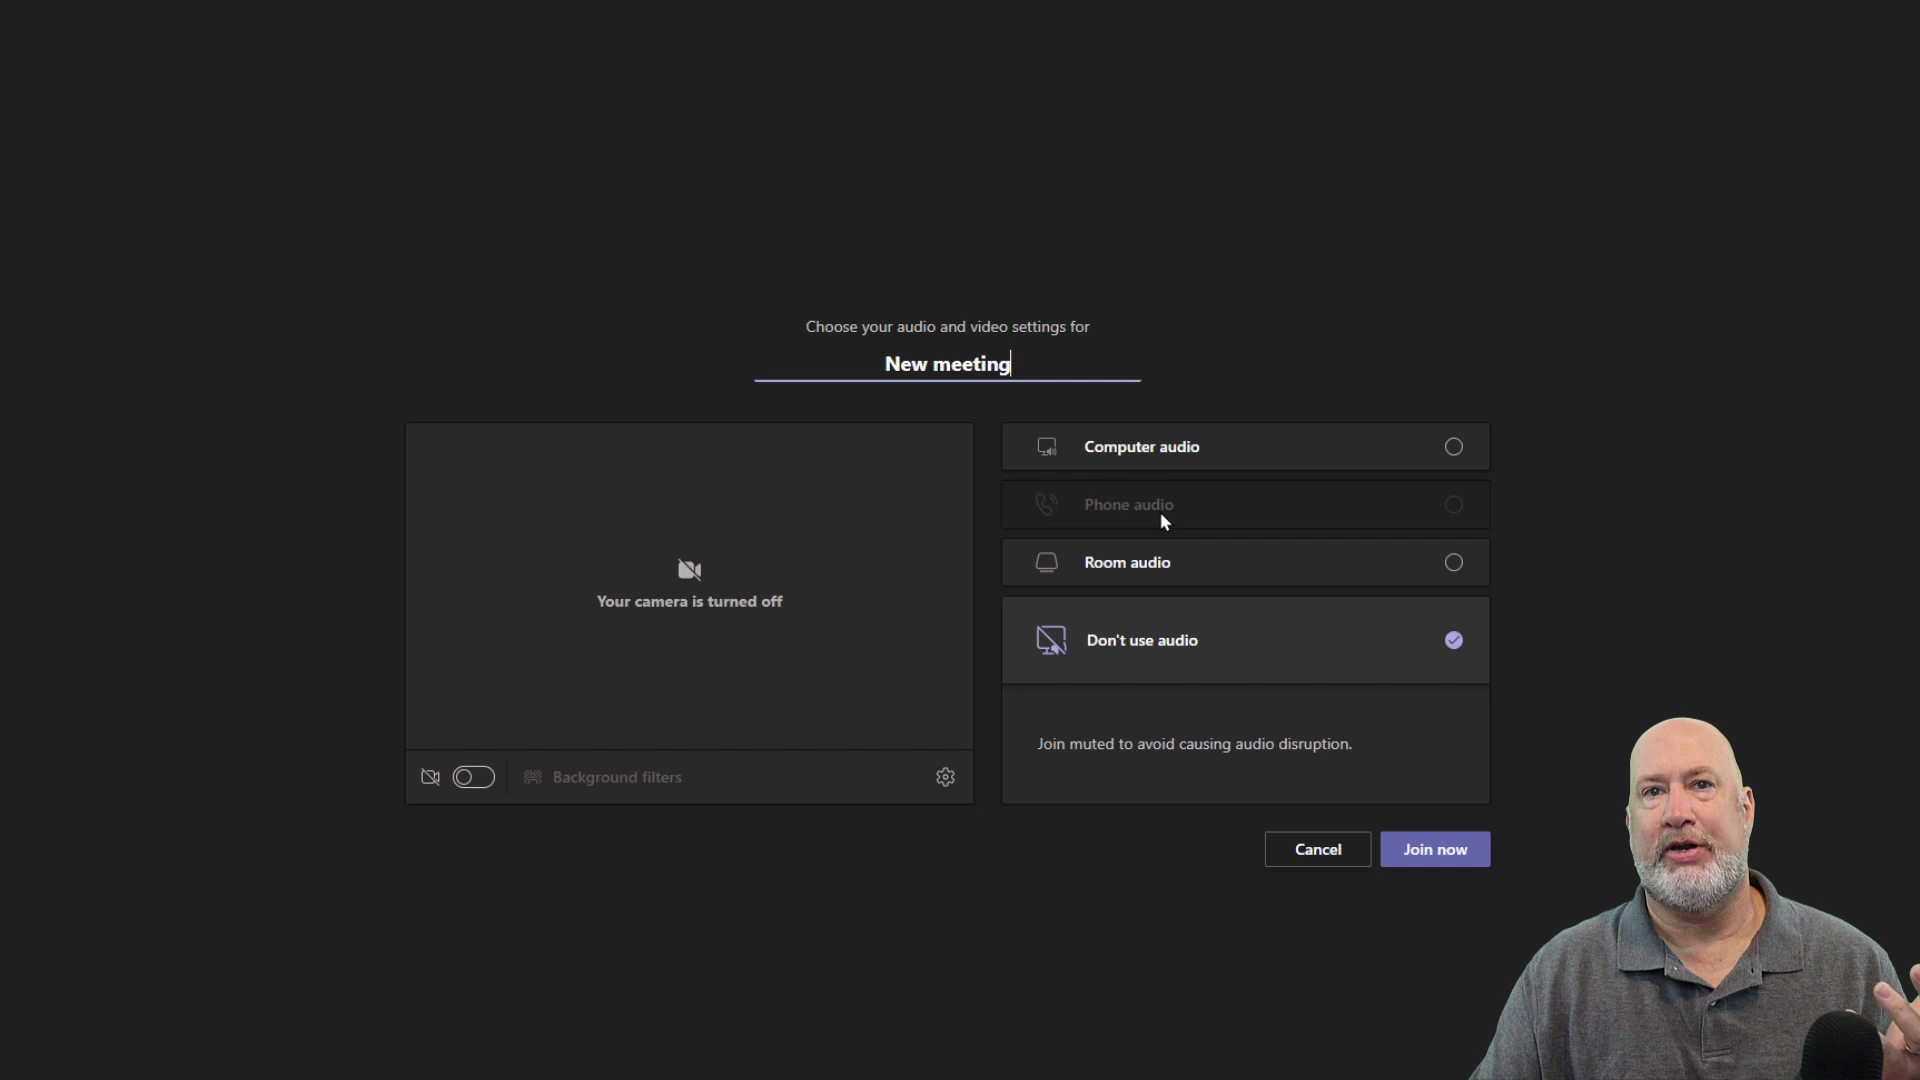 Choose your audio and video settings for
New meeting
Computer audio
Phone audio
Room audio
Your camera is turned off
Don't use audio
Join muted to avoid causing audio disruption.
Background filters
Cancel
Join now